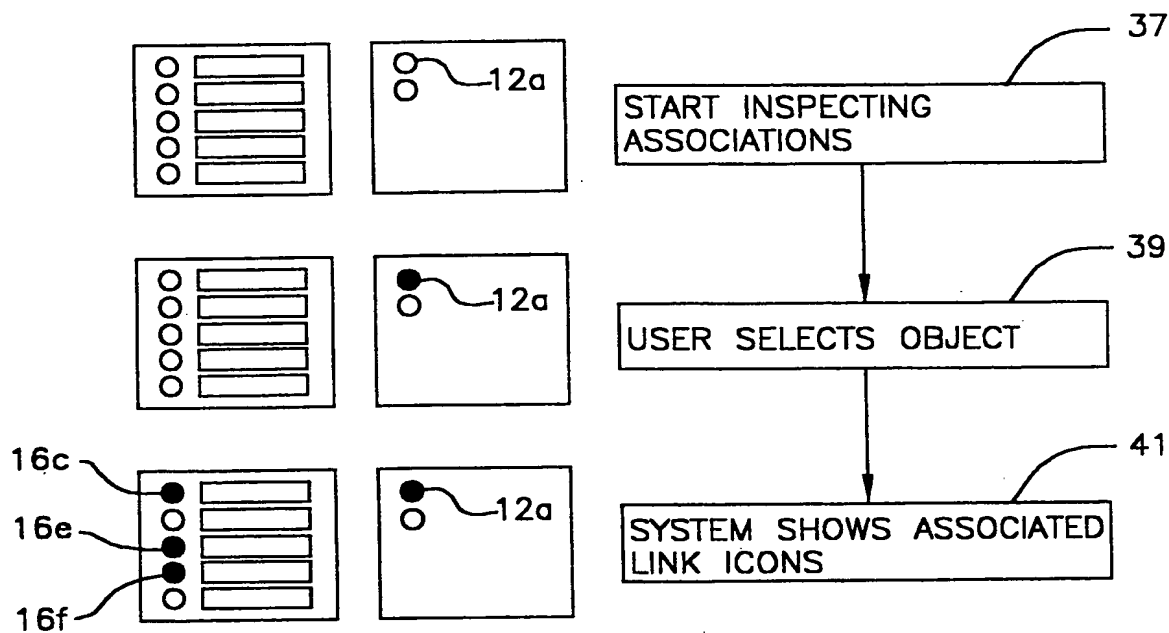 37
12a
START INSPECTING
ASSOCIATIONS
39
12a
USER SELECTS OBJECT
41
16c
12a
16e
SYSTEM SHOWS ASSOCIATED
LINK ICONS
16f